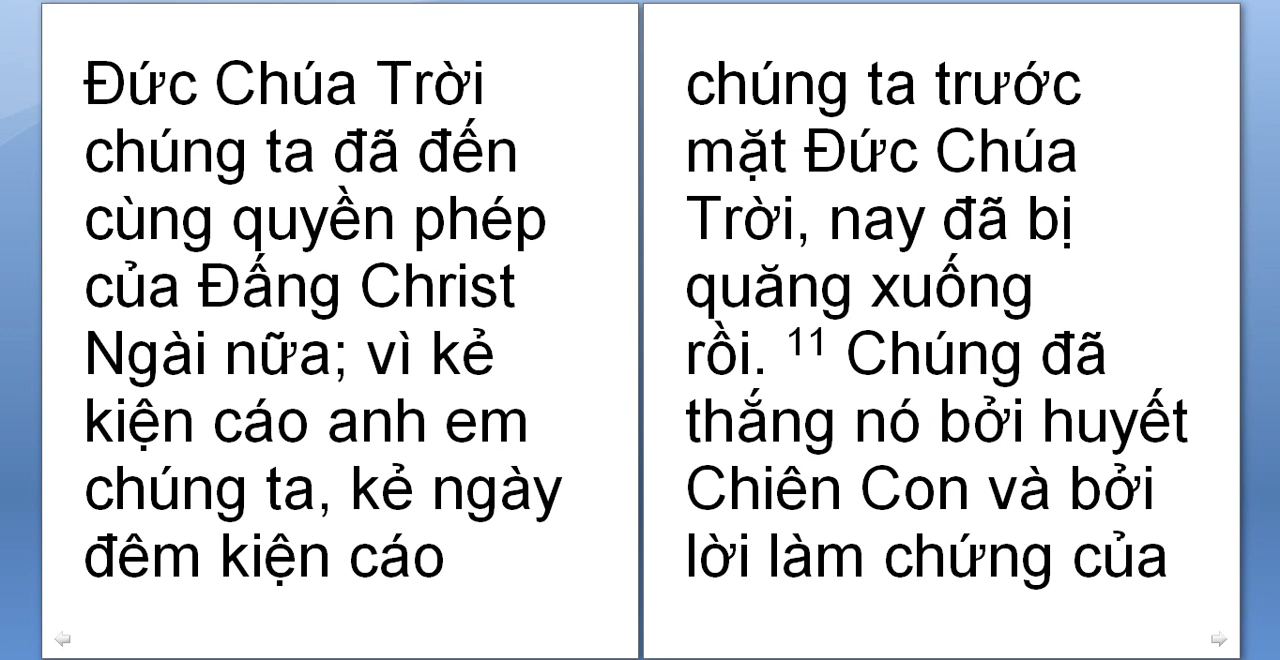 Đức Chúa Trời
chúng ta đã đến
cùng quyền phép
của Đấng Christ
Ngài nữa; vì kẻ
kiện cáo anh em
chúng ta, kẻ ngày
đêm kiện cáo
chúng ta trước
mặt Đức Chúa
Trời, nay đã bị
quăng xuống
rồi. 11 Chúng đã
thắng nó bởi huyết
Chiên Con và bởi
lời làm chứng của